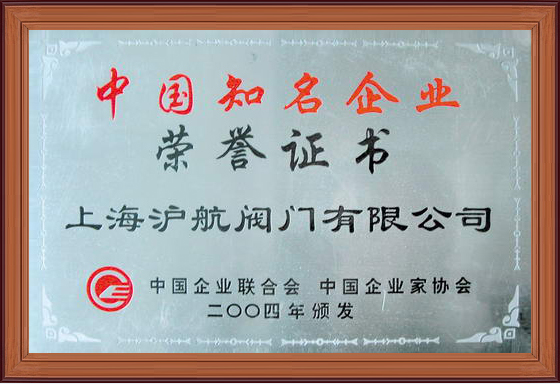 中国知名企业
荣誉证书
上海沪航阀门有限公司
中国企业联合会 中国企业家协会
二〇〇四年颁发